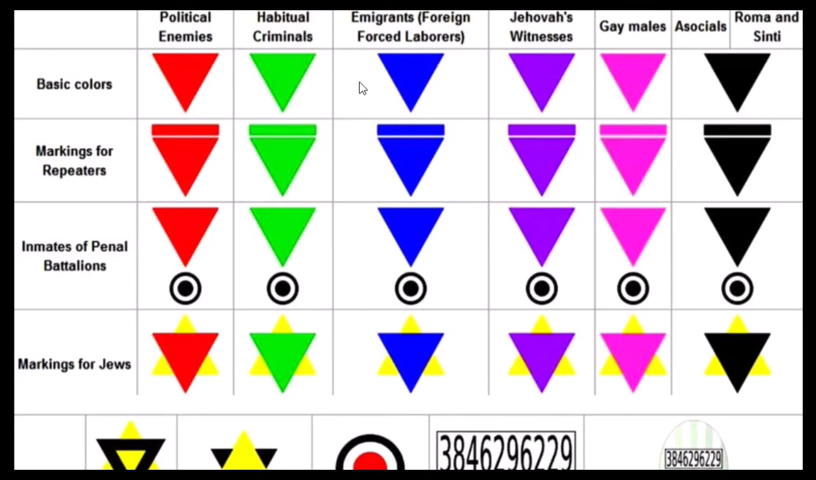 Political Enemies
Habitual Criminals
Emigrants (Foreign Forced Laborers)
Jehovah's Witnesses
Gay males
Asocials
Roma and Sinti
Basic colors
Markings for Repeaters
Inmates of Penal Battalions
Markings for Jews
3846296229
3846296229